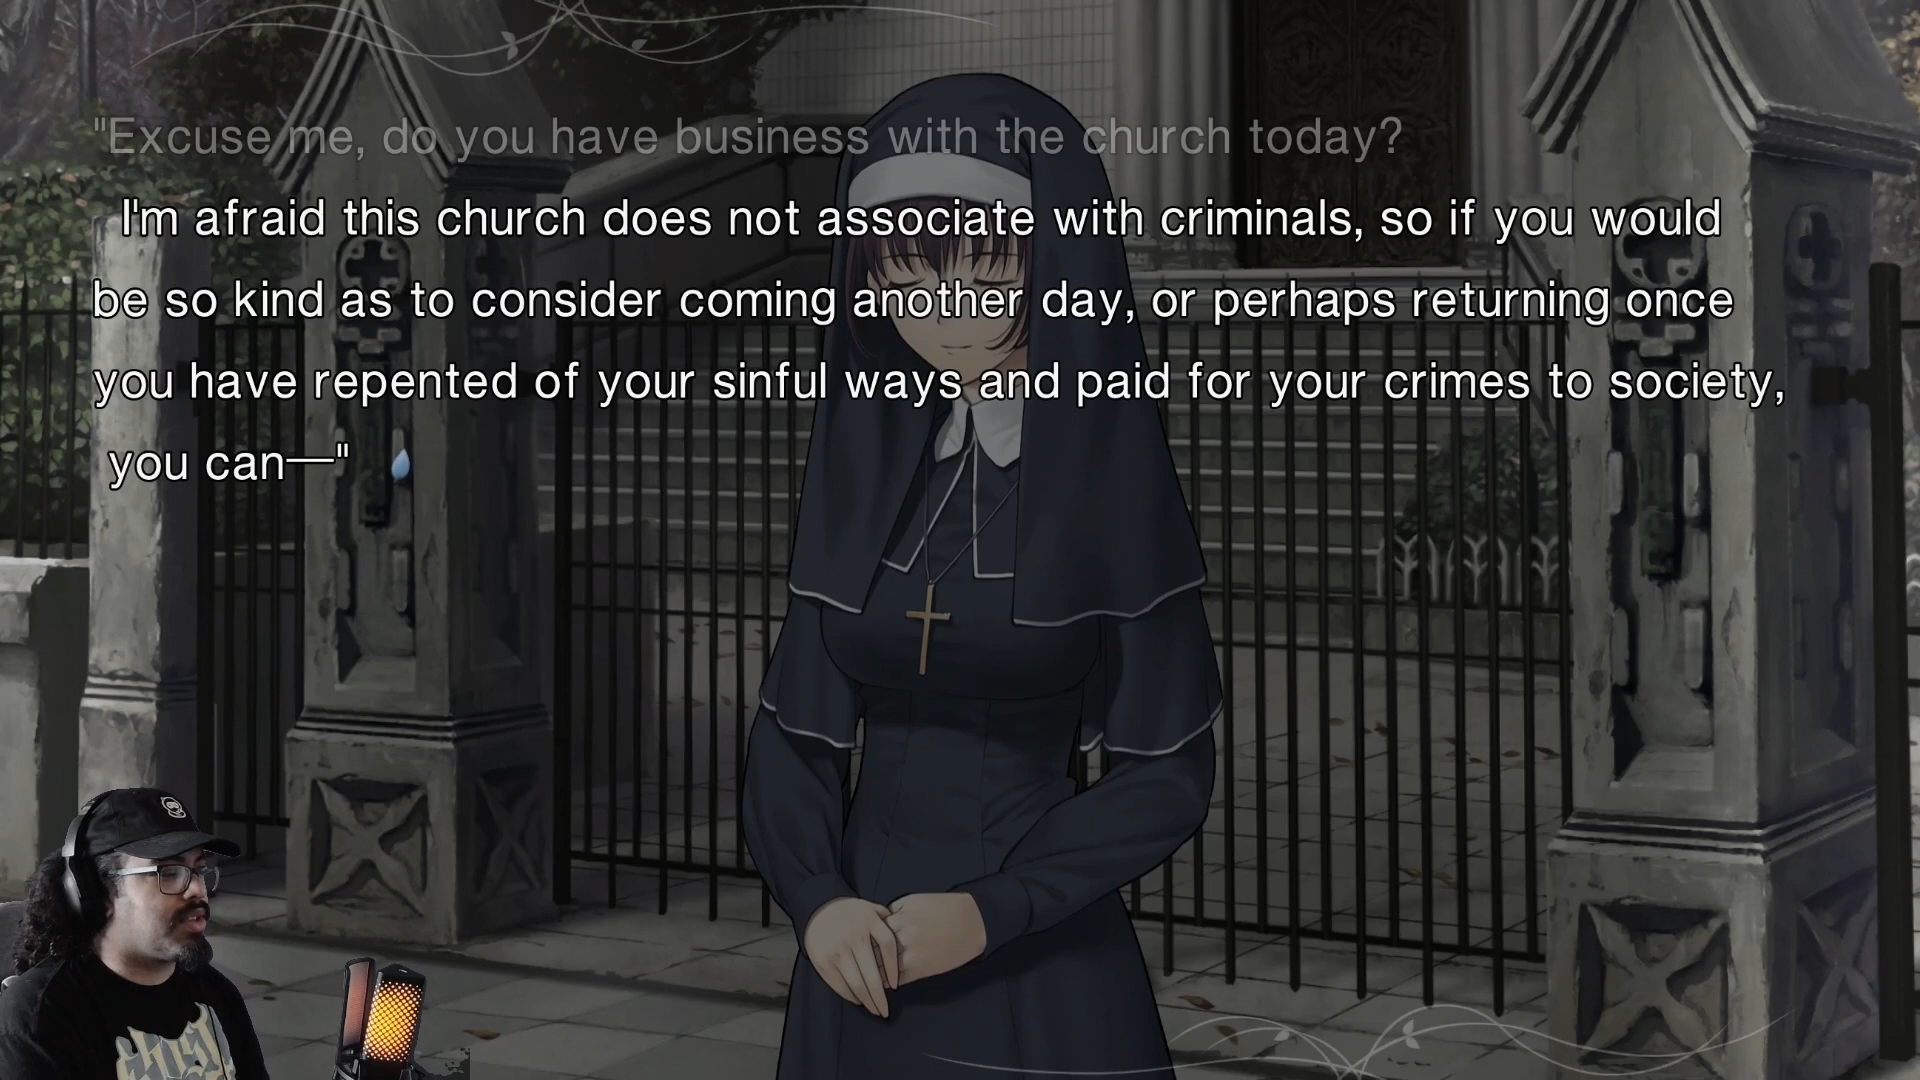 "Excuse me, do you have business with the church today?
I'm afraid this church does not associate with criminals, so if you would
be so kind as to consider coming another day, or perhaps returning once
you have repented of your sinful ways and paid for your crimes to society,
you can—"